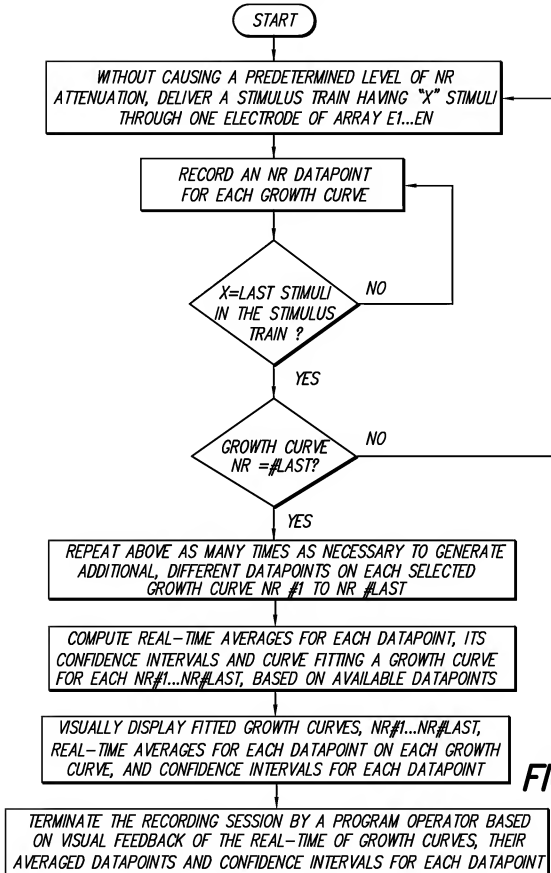 START
WITHOUT CAUSING A PREDETERMINED LEVEL OF NR
ATTENUATION, DELIVER A STIMULUS TRAIN HAVING "X" STIMULI
THROUGH ONE ELECTRODE OF ARRAY E1...EN
RECORD AN NR DATAPOINT
FOR EACH GROWTH CURVE
X=LAST STIMULI
IN THE STIMULUS
TRAIN ?
NO
YES
GROWTH CURVE
NR =#LAST?
NO
YES
REPEAT ABOVE AS MANY TIMES AS NECESSARY TO GENERATE
ADDITIONAL, DIFFERENT DATAPOINTS ON EACH SELECTED
GROWTH CURVE NR #1 TO NR #LAST
COMPUTE REAL-TIME AVERAGES FOR EACH DATAPOINT, ITS
CONFIDENCE INTERVALS AND CURVE FITTING A GROWTH CURVE
FOR EACH NR#1...NR#LAST, BASED ON AVAILABLE DATAPOINTS
VISUALLY DISPLAY FITTED GROWTH CURVES, NR#1...NR#LAST,
REAL-TIME AVERAGES FOR EACH DATAPOINT ON EACH GROWTH
CURVE, AND CONFIDENCE INTERVALS FOR EACH DATAPOINT
TERMINATE THE RECORDING SESSION BY A PROGRAM OPERATOR BASED
ON VISUAL FEEDBACK OF THE REAL-TIME OF GROWTH CURVES, THEIR
AVERAGED DATAPOINTS AND CONFIDENCE INTERVALS FOR EACH DATAPOINT